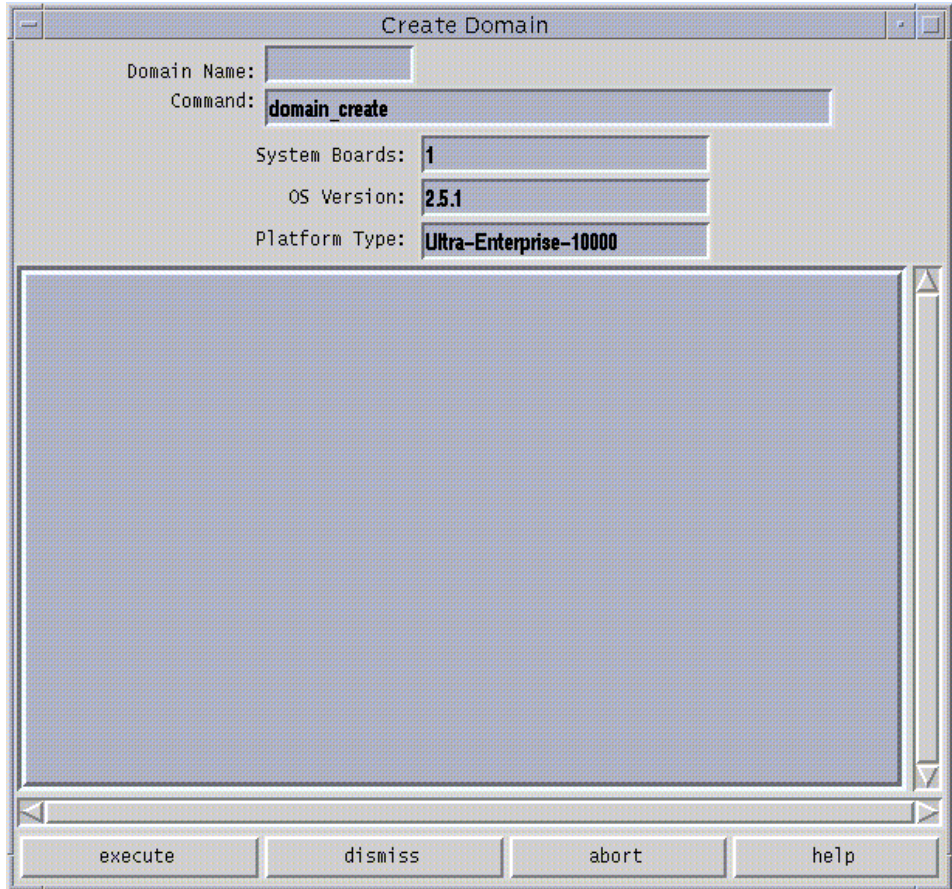 Create Domain
Domain Name:
Command: domain_create
System Boards: 1
OS Version: 2.5.1
Platform Type: Ultra-Enterprise-10000
execute dismiss abort help